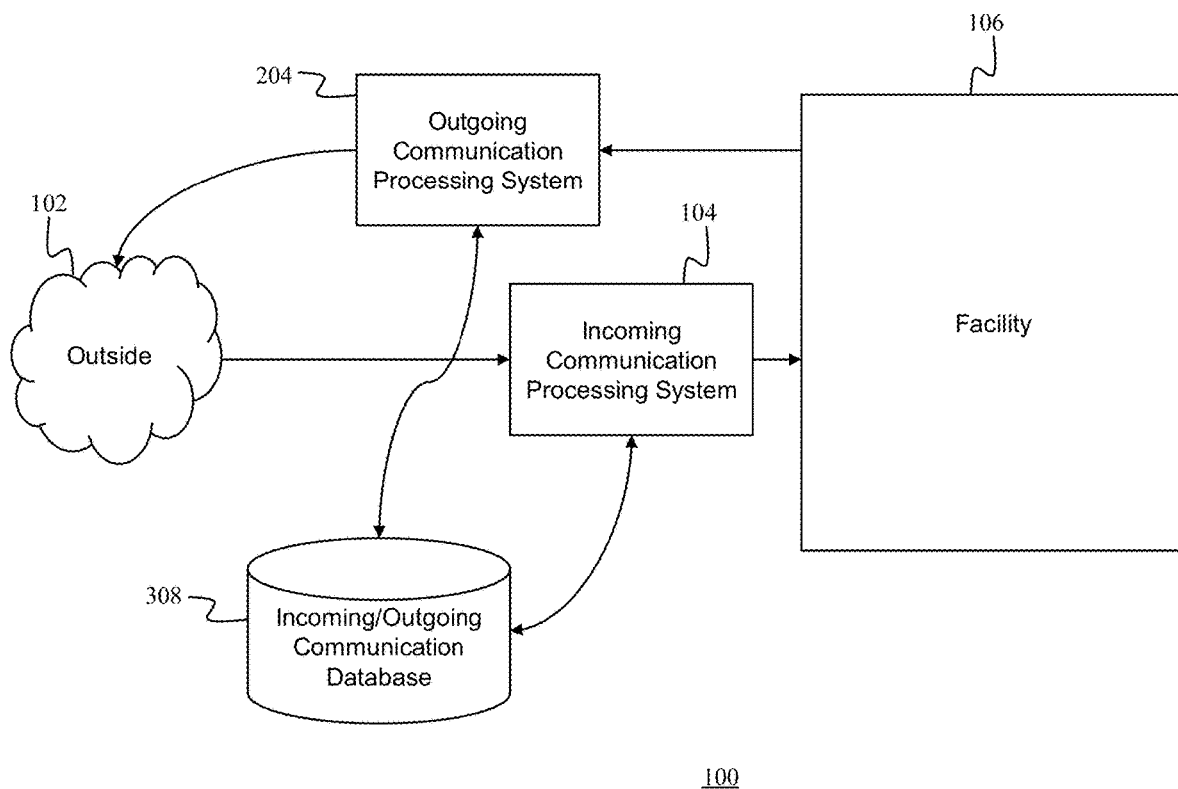 106
204
Outgoing
Communication
Processing System
102
104
Outside
Incoming
Communication
Processing System
Facility
308
Incoming/Outgoing
Communication
Database
100